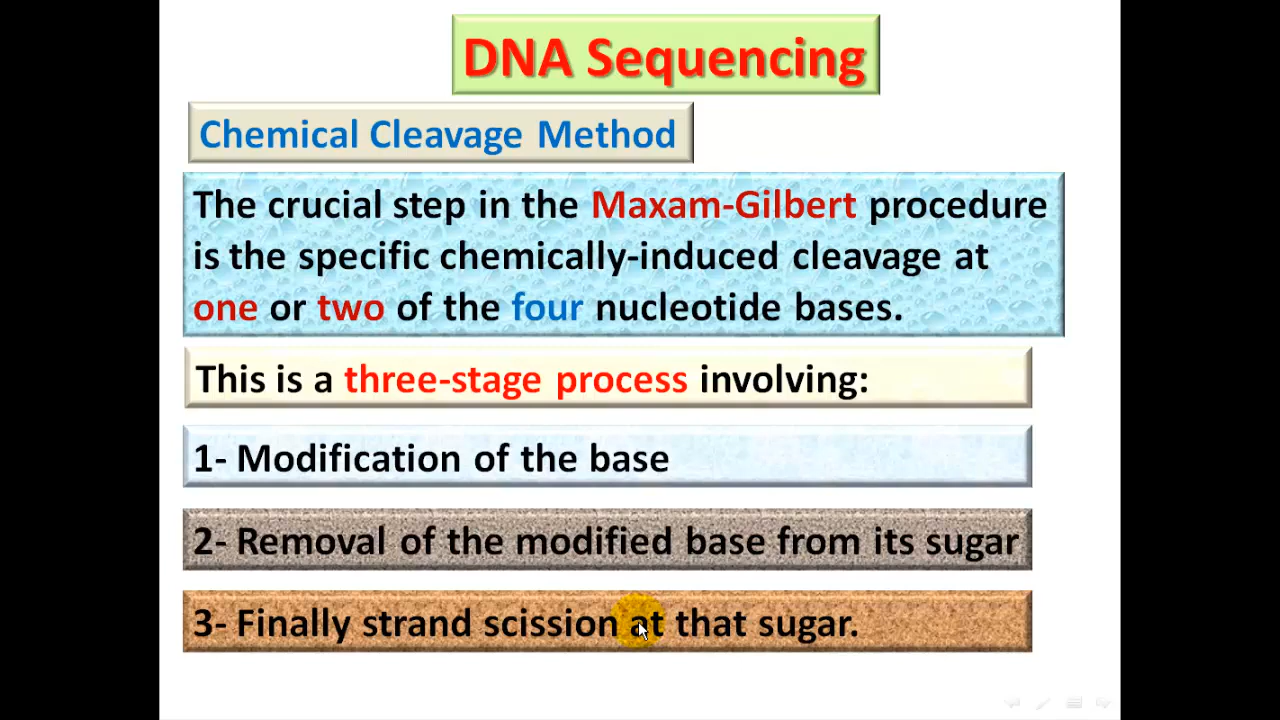 DNA Sequencing
Chemical Cleavage Method
The crucial step in the Maxam-Gilbert procedure
is the specific chemically-induced cleavage at
one or two of the four nucleotide bases.
This is a three-stage process involving:
1- Modification of the base
2- Removal of the modified base from its sugar
3- Finally strand scission at that sugar.